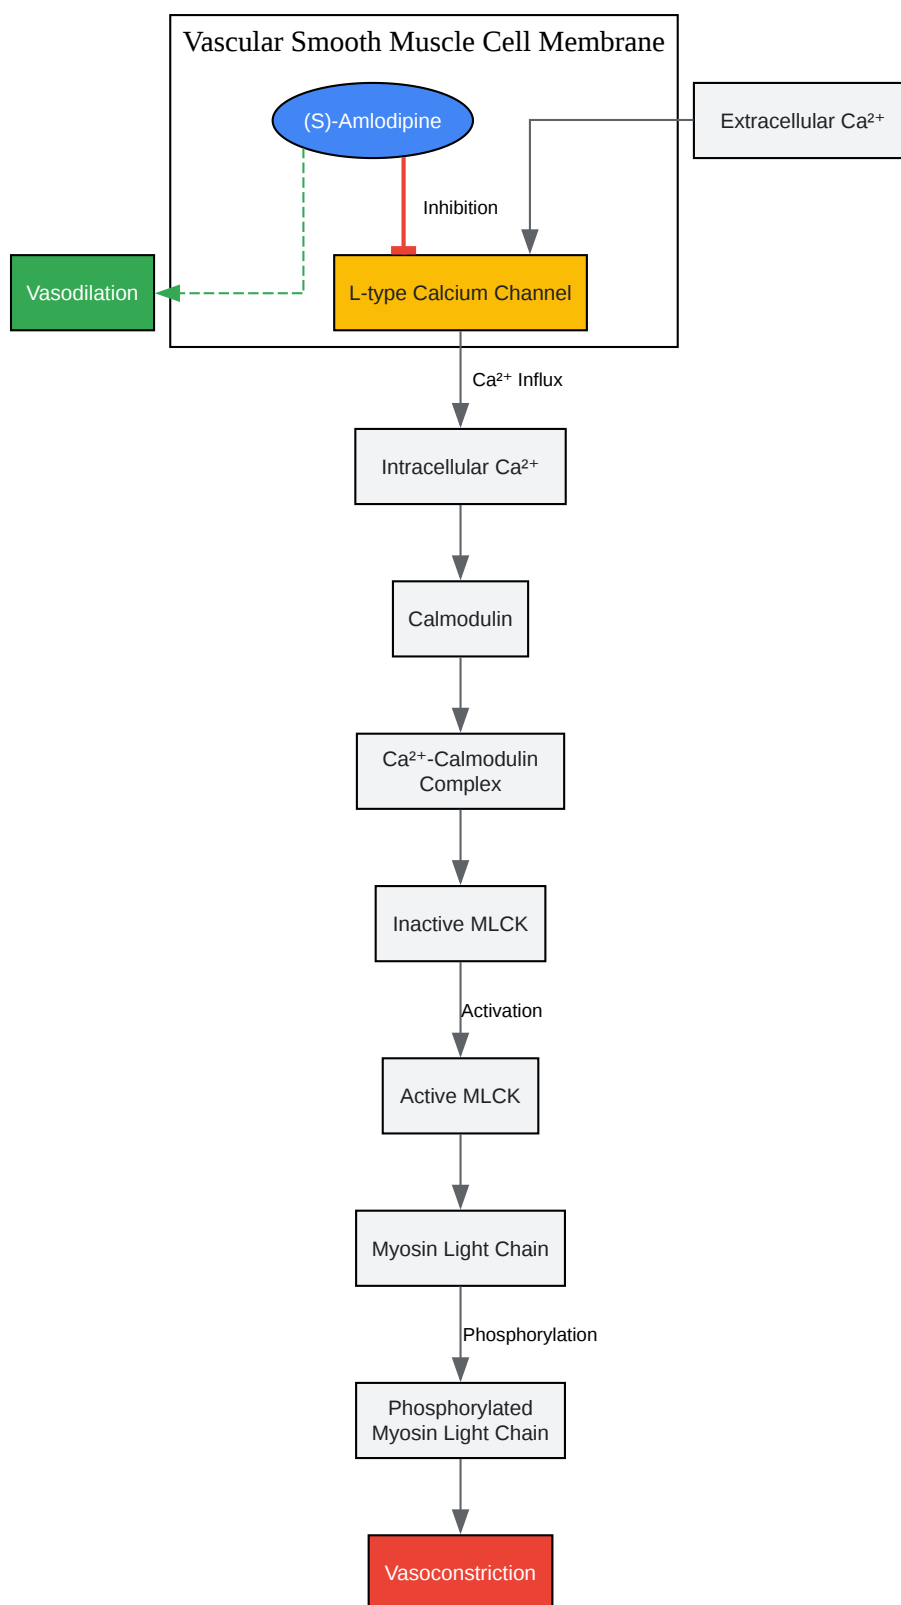 Vascular Smooth Muscle Cell Membrane
(S)-Amlodipine
Extracellular Ca²⁺
Inhibition
Vasodilation
L-type Calcium Channel
Ca²⁺ Influx
Intracellular Ca²⁺
Calmodulin
Ca²⁺-Calmodulin
Complex
Inactive MLCK
Activation
Active MLCK
Myosin Light Chain
Phosphorylation
Phosphorylated
Myosin Light Chain
Vasoconstriction